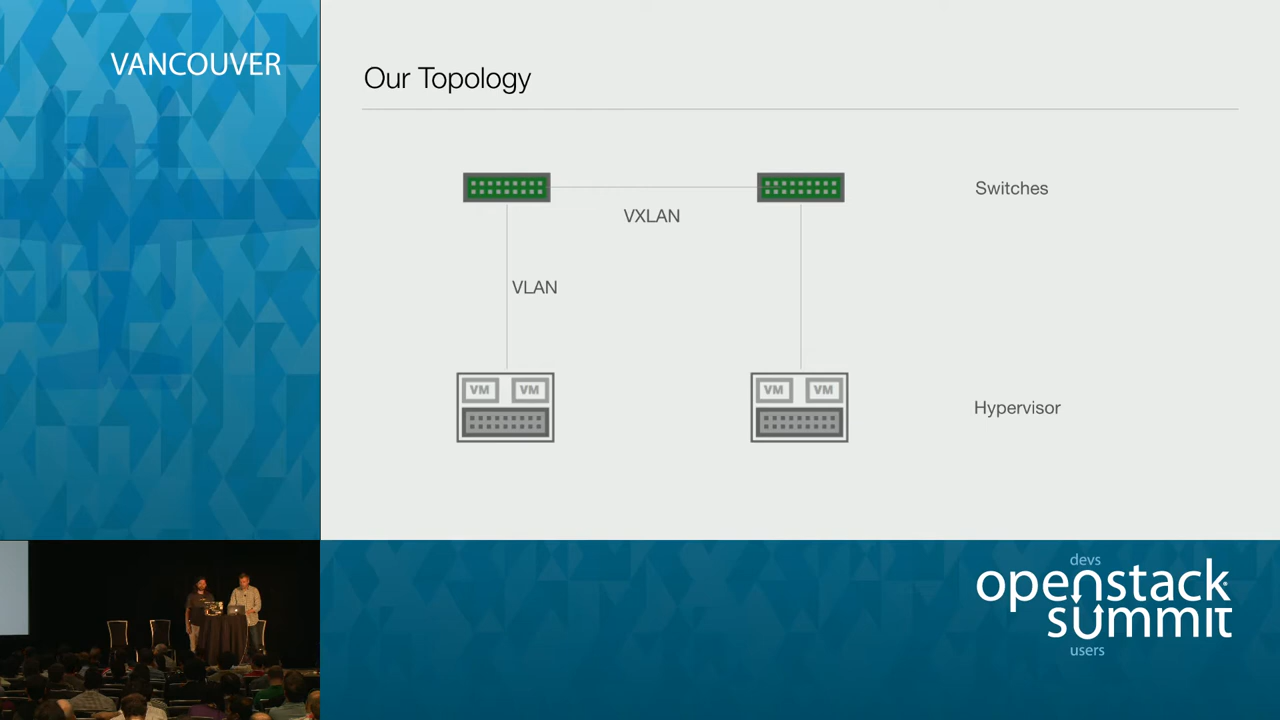 VANCOUVER
Our Topology
Switches
VXLAN
VLAN
VM VM
VM VM
Hypervisor
devs
openstack
summit
users